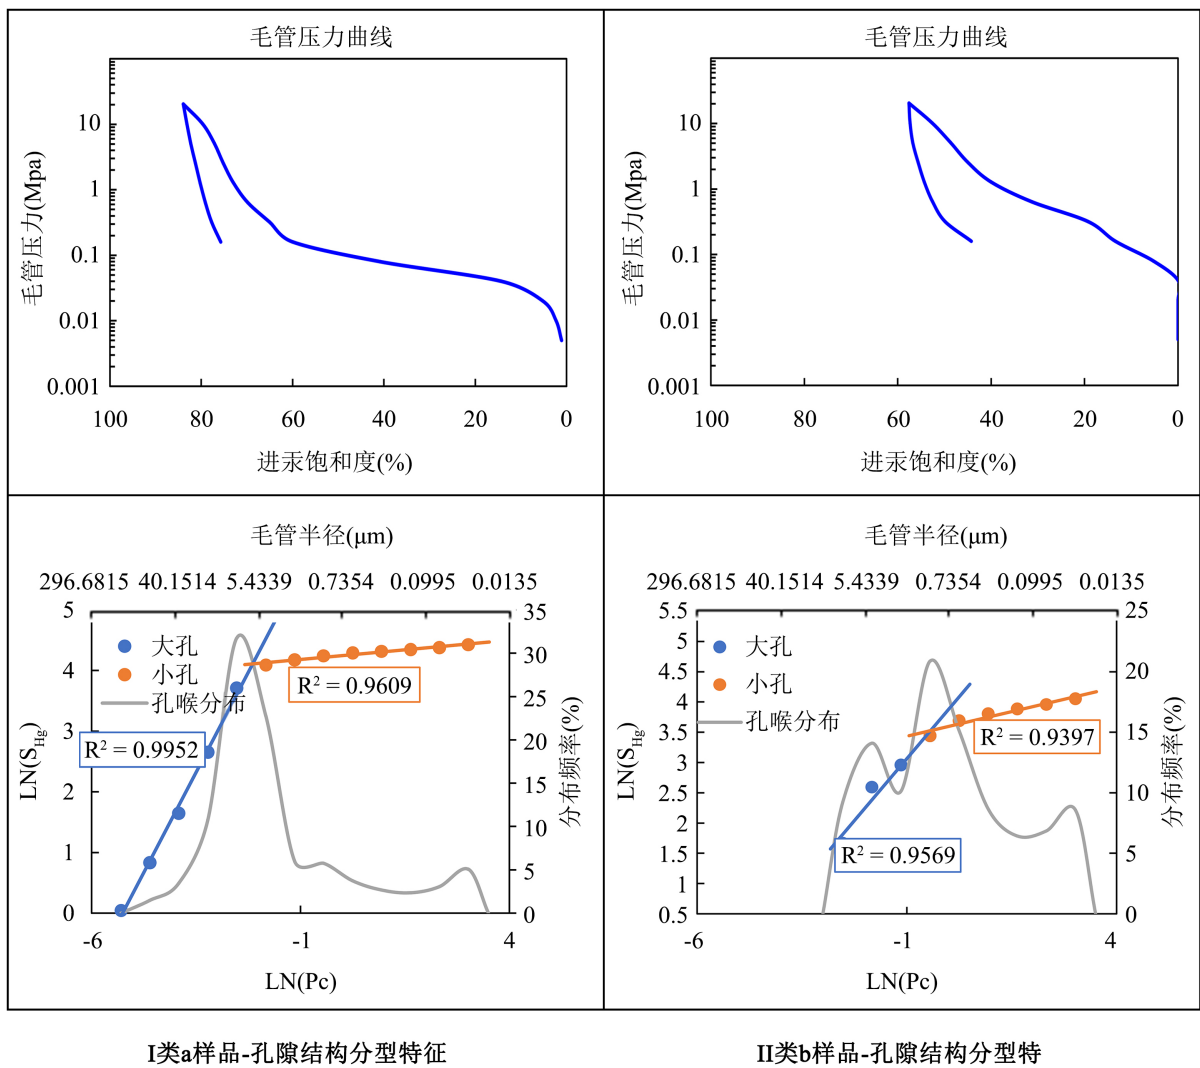 毛管压力曲线
毛管压力(Mpa)
10
1
0.1
0.01
0.001
100 80 60 40 20 0
进汞饱和度(%)
毛管压力曲线
毛管压力(Mpa)
10
1
0.1
0.01
0.001
100 80 60 40 20 0
进汞饱和度(%)
毛管半径(μm)
296.6815 40.1514 5.4339 0.7354 0.0995 0.0135
LN(SHg)
5
4
3
2
1
0
大孔
小孔
孔喉分布
R² = 0.9609
R² = 0.9952
35
30
25
20
15
10
5
0
分布频率(%)
-6 -1 4
LN(Pc)
毛管半径(μm)
296.6815 40.1514 5.4339 0.7354 0.0995 0.0135
LN(SHg)
5.5
5
4.5
4
3.5
3
2.5
2
1.5
1
0.5
大孔
小孔
孔喉分布
R² = 0.9397
R² = 0.9569
25
20
15
10
5
0
分布频率(%)
-6 -1 4
LN(Pc)
I类a样品-孔隙结构分型特征
II类b样品-孔隙结构分型特